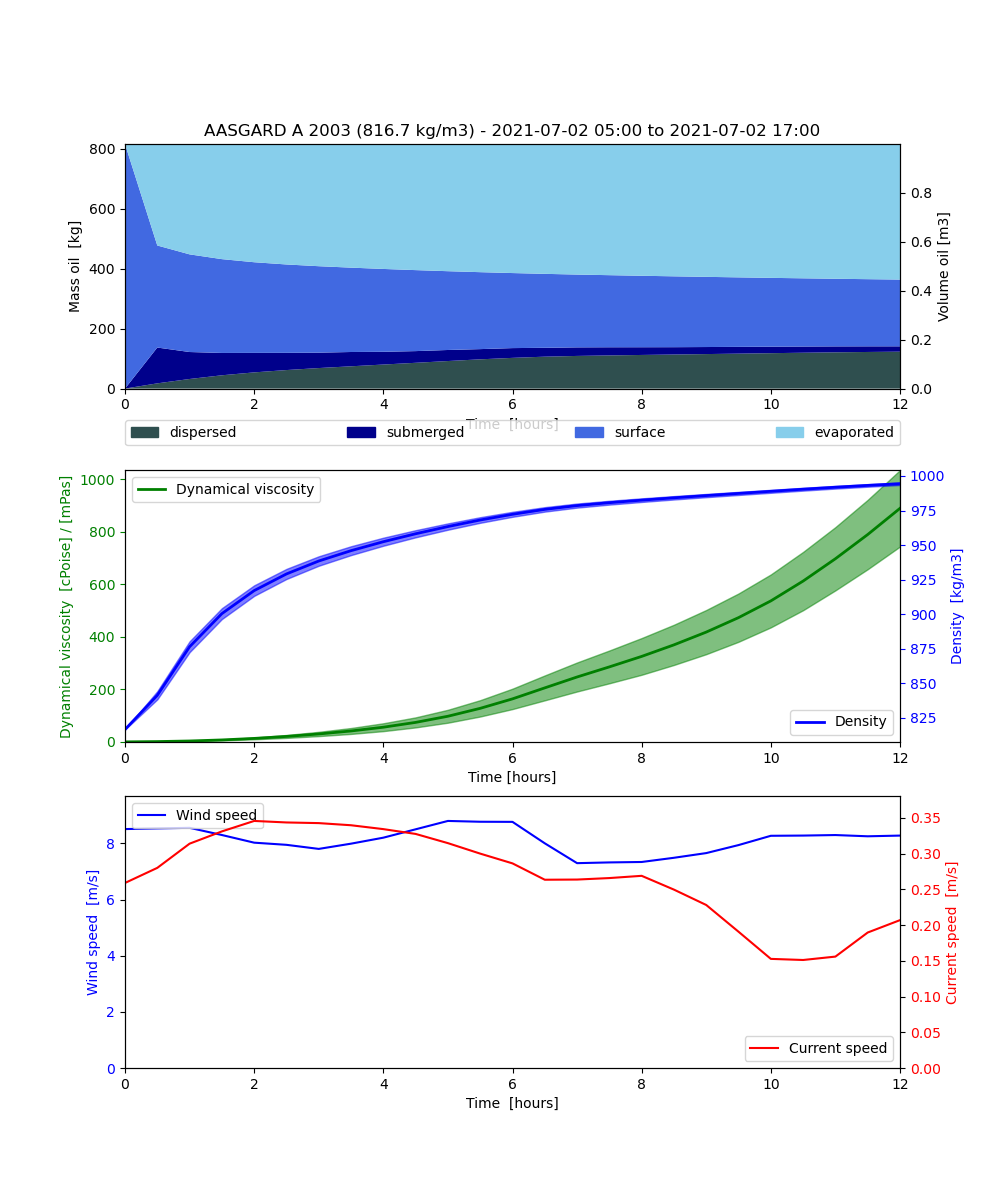 AASGARD A 2003 (816.7 kg/m3) - 2021-07-02 05:00 to 2021-07-02 17:00
Mass oil [kg]
800
600
400
200
0
0.8
0.6
0.4
0.2
0.0
Volume oil [m3]
0 2 4 6 8 10 12
Time [hours]
dispersed submerged surface evaporated
Dynamical viscosity [cPoise] / [mPas]
1000
800
600
400
200
0
Dynamical viscosity
1000
975
950
925
900
875
850
825
Density [kg/m3]
Density
0 2 4 6 8 10 12
Time [hours]
Wind speed [m/s]
8
6
4
2
0
Wind speed
0.35
0.30
0.25
0.20
0.15
0.10
0.05
0.00
Current speed [m/s]
Current speed
0 2 4 6 8 10 12
Time [hours]